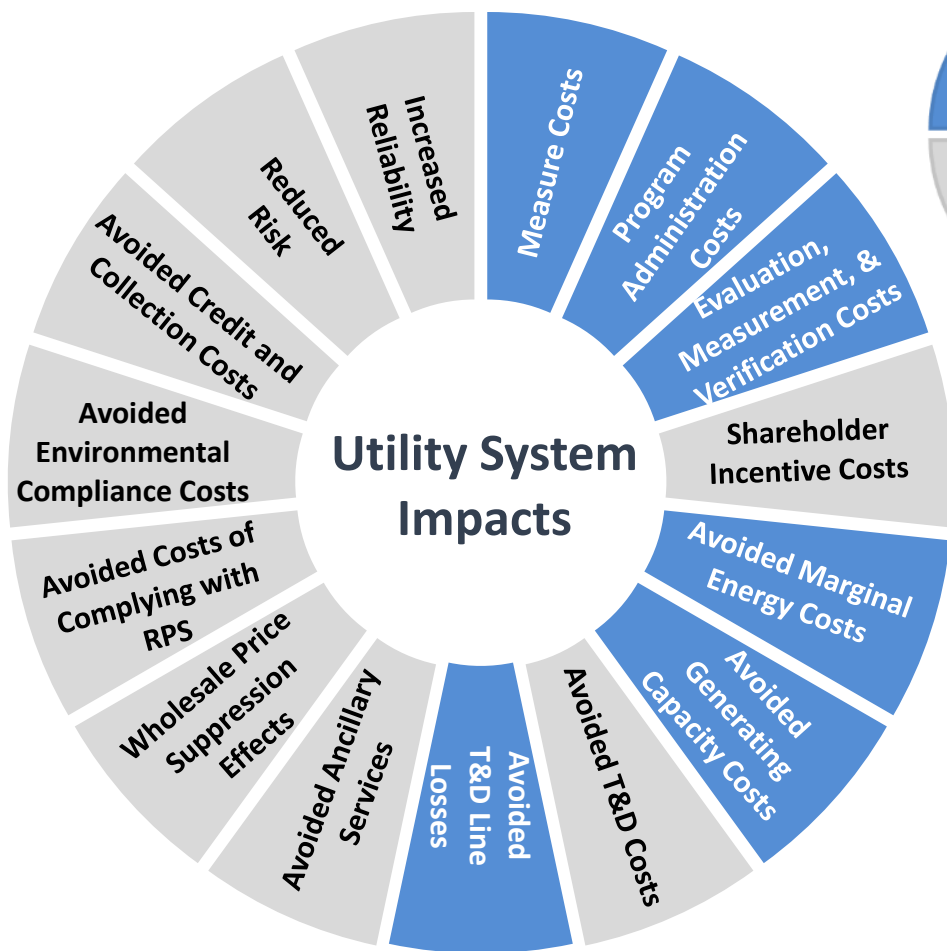 Utility System
Impacts
Measure Costs
Program
Administration
Costs
Evaluation,
Measurement, &
Verification Costs
Shareholder
Incentive Costs
Avoided Marginal
Energy Costs
Avoided
Generating
Capacity Costs
Avoided T&D Costs
Avoided
T&D Line
Losses
Avoided Ancillary
Services
Wholesale Price
Suppression
Effects
Avoided Costs of
Complying with
RPS
Avoided
Environmental
Compliance Costs
Avoided Credit and
Collection Costs
Reduced
Risk
Increased
Reliability